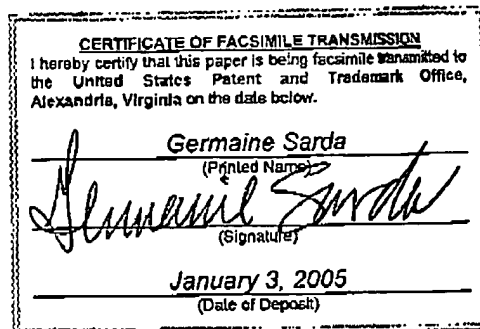 CERTIFICATE OF FACSIMILE TRANSMISSION
I hereby certify that this paper is being facsimile transmitted to
the United States Patent and Trademark Office,
Alexandria, Virginia on the date below.
Germaine Sarda
(Printed Name)
Germaine Sarda
(Signature)
January 3, 2005
(Date of Deposit)